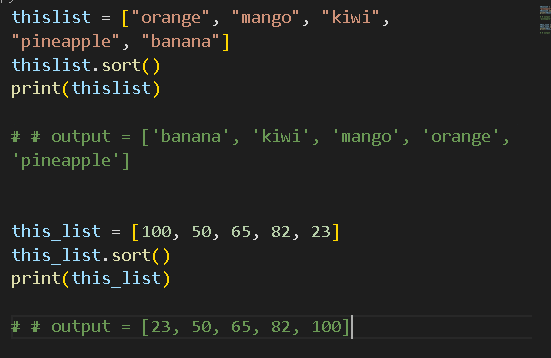 thislist = ["orange", "mango", "kiwi",
"pineapple", "banana"]
thislist.sort()
print(thislist)
# # output = ['banana', 'kiwi', 'mango', 'orange',
'pineapple']
this_list = [100, 50, 65, 82, 23]
this_list.sort()
print(this_list)
# # output = [23, 50, 65, 82, 100]